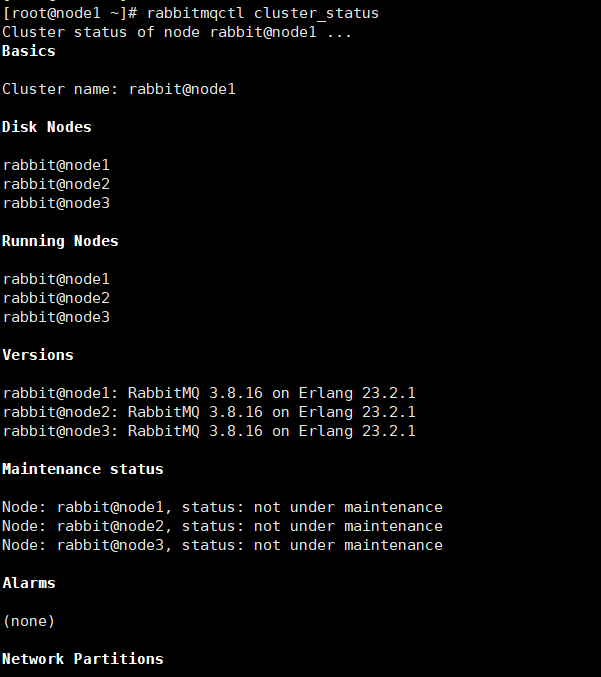 [root@node1 ~]# rabbitmqctl cluster_status
Cluster status of node rabbit@node1 ...
Basics
Cluster name: rabbit@node1
Disk Nodes
rabbit@node1
rabbit@node2
rabbit@node3
Running Nodes
rabbit@node1
rabbit@node2
rabbit@node3
Versions
rabbit@node1: RabbitMQ 3.8.16 on Erlang 23.2.1
rabbit@node2: RabbitMQ 3.8.16 on Erlang 23.2.1
rabbit@node3: RabbitMQ 3.8.16 on Erlang 23.2.1
Maintenance status
Node: rabbit@node1, status: not under maintenance
Node: rabbit@node2, status: not under maintenance
Node: rabbit@node3, status: not under maintenance
Alarms
(none)
Network Partitions